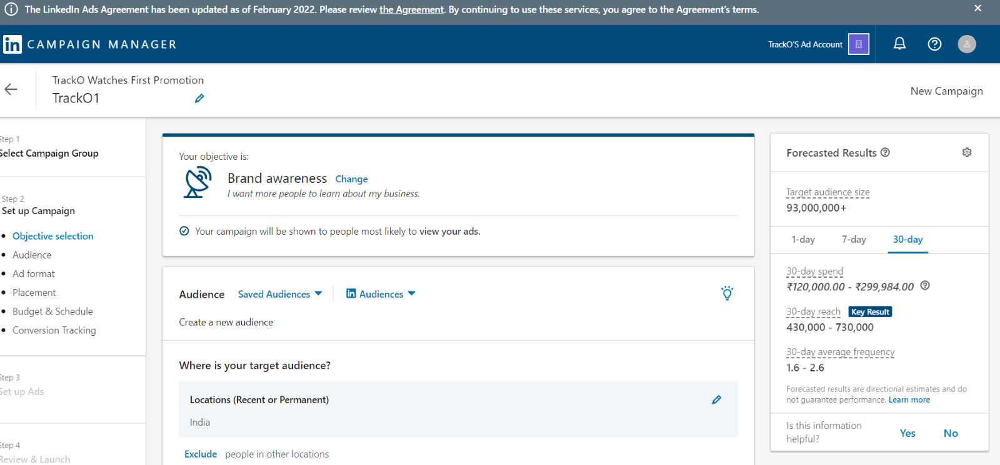 The LinkedIn Ads Agreement has been updated as of February 2022. Please review the Agreement. By continuing to use these services, you agree to the Agreement's terms.
in CAMPAIGN MANAGER
TrackO'S Ad Account
TrackO Watches First Promotion
TrackO1
New Campaign
Step 1
Select Campaign Group
Step 2
Set up Campaign
Objective selection
Audience
Ad format
Placement
Budget & Schedule
Conversion Tracking
Step 3
Set up Ads
Step 4
Review & Launch
Your objective is:
Brand awareness Change
I want more people to learn about my business.
Your campaign will be shown to people most likely to view your ads.
Audience Saved Audiences in Audiences
Create a new audience
Where is your target audience?
Locations (Recent or Permanent)
India
Exclude people in other locations
Forecasted Results
Target audience size
93,000,000+
1-day 7-day 30-day
30-day spend
₹120,000.00 - ₹299,984.00
30-day reach Key Result
430,000 - 730,000
30-day average frequency
1.6 - 2.6
Forecasted results are directional estimates and do
not guarantee performance. Learn more
Is this information
helpful?
Yes No